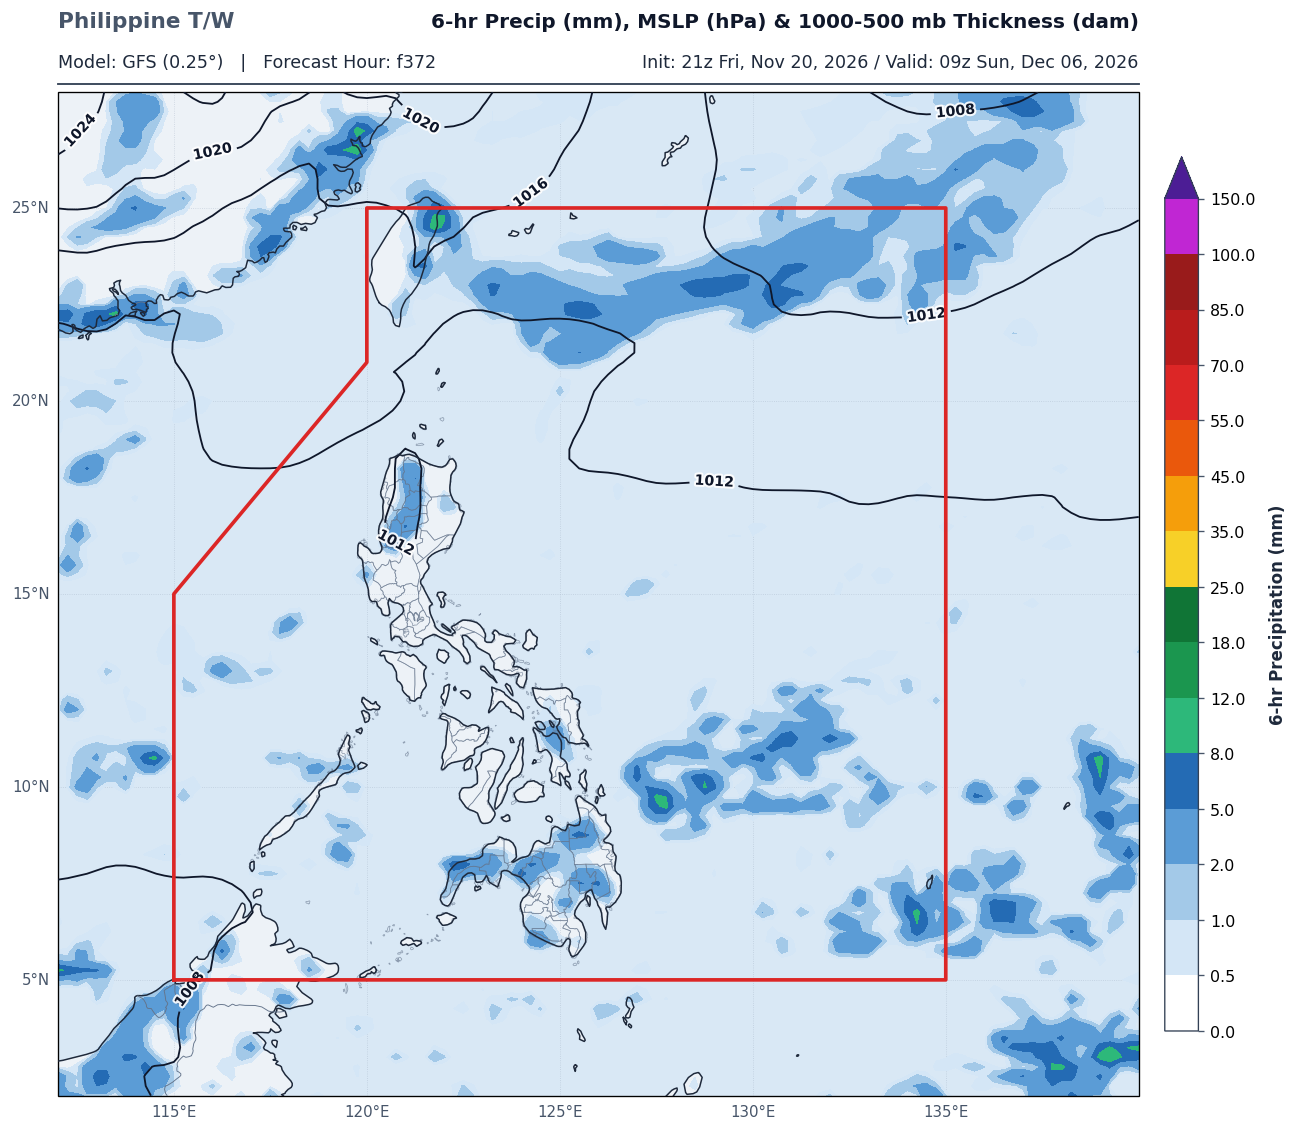 Philippine T/W
6-hr Precip (mm), MSLP (hPa) & 1000-500 mb Thickness (dam)
Model: GFS (0.25°)   |   Forecast Hour: f372
Init: 21z Fri, Nov 20, 2026 / Valid: 09z Sun, Dec 06, 2026
1024
1020
1020
1008
1016
1012
1012
1012
1008
25°N
20°N
15°N
10°N
5°N
115°E
120°E
125°E
130°E
135°E
150.0
100.0
85.0
70.0
55.0
45.0
35.0
25.0
18.0
12.0
8.0
5.0
2.0
1.0
0.5
0.0
6-hr Precipitation (mm)